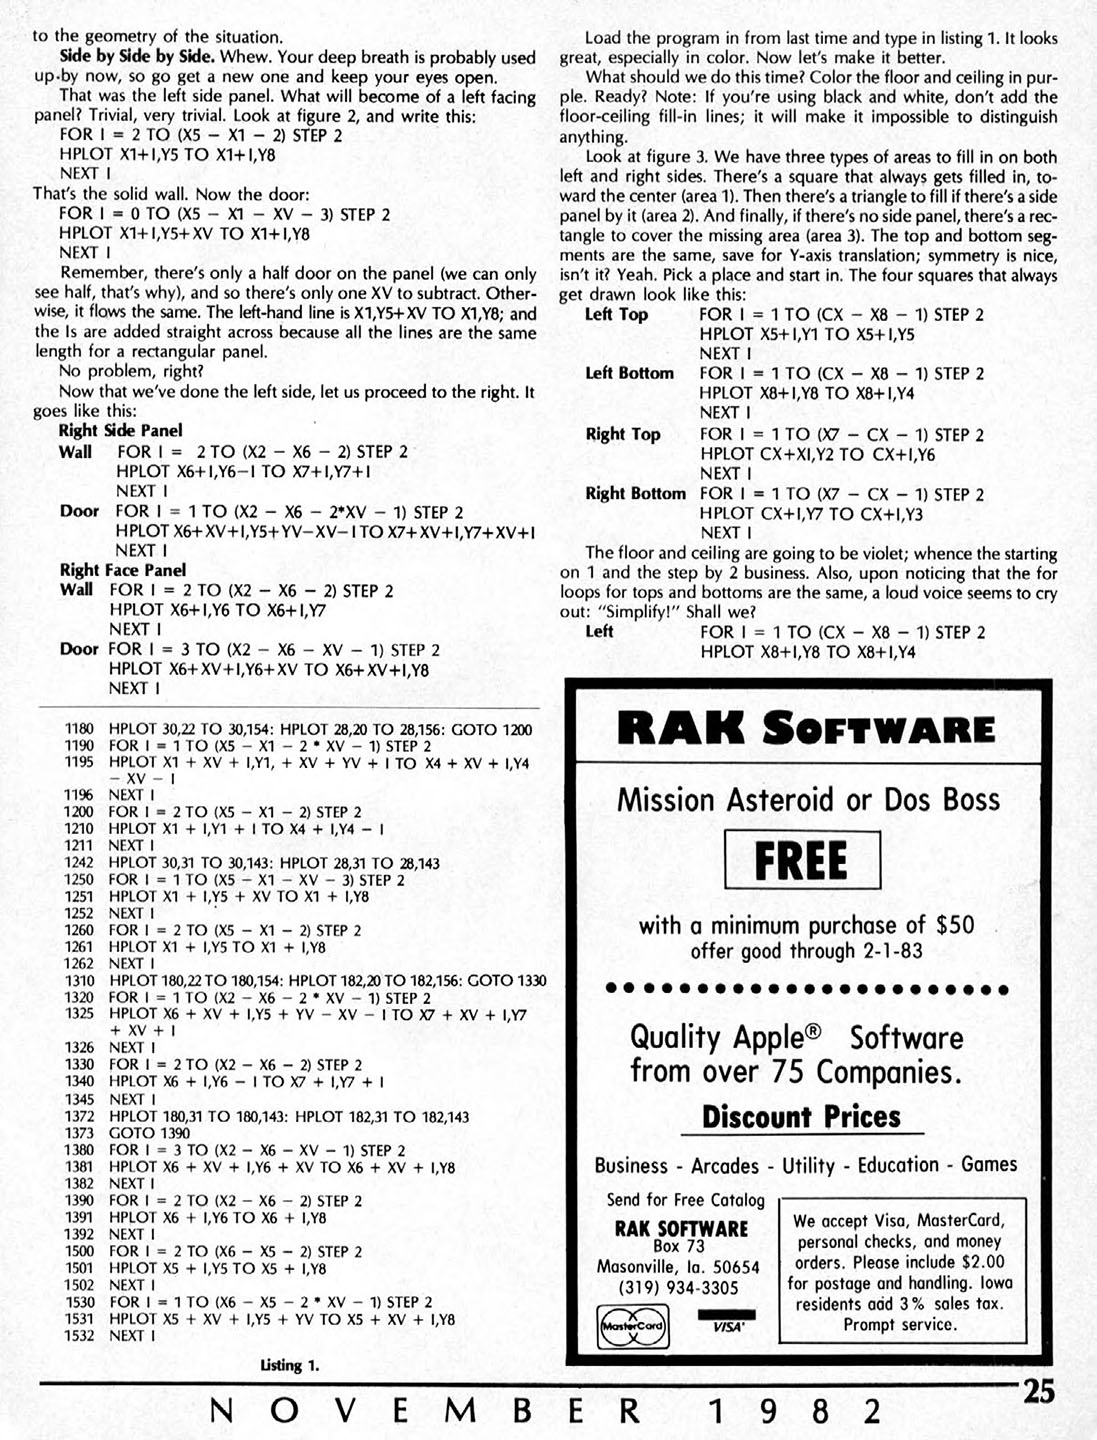 to the geometry of the situation.
Side by Side by Side. Whew. Your deep breath is probably used
up by now, so go get a new one and keep your eyes open.
That was the left side panel. What will become of a left facing
panel? Trivial, very trivial. Look at figure 2, and write this:
FOR I = 2 TO (X5 − X1 − 2) STEP 2
HPLOT X1+I,Y5 TO X1+I,Y8
NEXT I
That's the solid wall. Now the door:
FOR I = 0 TO (X5 − X1 − XV − 3) STEP 2
HPLOT X1+I,Y5+XV TO X1+I,Y8
NEXT I
Remember, there's only a half door on the panel (we can only
see half, that's why), and so there's only one XV to subtract. Other-
wise, it flows the same. The left-hand line is X1,Y5+XV TO X1,Y8; and
the Is are added straight across because all the lines are the same
length for a rectangular panel.
No problem, right?
Now that we've done the left side, let us proceed to the right. It
goes like this:
Right Side Panel
Wall FOR I = 2 TO (X2 − X6 − 2) STEP 2
HPLOT X6+I,Y6−I TO X7+I,Y7+I
NEXT I
Door FOR I = 1 TO (X2 − X6 − 2*XV − 1) STEP 2
HPLOT X6+XV+I,Y5+YV−XV−I TO X7+XV+I,Y7+XV+I
NEXT I
Right Face Panel
Wall FOR I = 2 TO (X2 − X6 − 2) STEP 2
HPLOT X6+I,Y6 TO X6+I,Y7
NEXT I
Door FOR I = 3 TO (X2 − X6 − XV − 1) STEP 2
HPLOT X6+XV+I,Y6+XV TO X6+XV+I,Y8
NEXT I
1180 HPLOT 30,22 TO 30,154: HPLOT 28,20 TO 28,156: GOTO 1200
1190 FOR I = 1 TO (X5 − X1 − 2 * XV − 1) STEP 2
1195 HPLOT X1 + XV + I,Y1, + XV + YV + I TO X4 + XV + I,Y4
− XV − I
1196 NEXT I
1200 FOR I = 2 TO (X5 − X1 − 2) STEP 2
1210 HPLOT X1 + I,Y1 + I TO X4 + I,Y4 − I
1211 NEXT I
1242 HPLOT 30,31 TO 30,143: HPLOT 28,31 TO 28,143
1250 FOR I = 1 TO (X5 − X1 − XV − 3) STEP 2
1251 HPLOT X1 + I,Y5 + XV TO X1 + I,Y8
1252 NEXT I
1260 FOR I = 2 TO (X5 − X1 − 2) STEP 2
1261 HPLOT X1 + I,Y5 TO X1 + I,Y8
1262 NEXT I
1310 HPLOT 180,22 TO 180,154: HPLOT 182,20 TO 182,156: GOTO 1330
1320 FOR I = 1 TO (X2 − X6 − 2 * XV − 1) STEP 2
1325 HPLOT X6 + XV + I,Y5 + YV − XV − I TO X7 + XV + I,Y7
+ XV + I
1326 NEXT I
1330 FOR I = 2 TO (X2 − X6 − 2) STEP 2
1340 HPLOT X6 + I,Y6 − I TO X7 + I,Y7 + I
1345 NEXT I
1372 HPLOT 180,31 TO 180,143: HPLOT 182,31 TO 182,143
1373 GOTO 1390
1380 FOR I = 3 TO (X2 − X6 − XV − 1) STEP 2
1381 HPLOT X6 + XV + I,Y6 + XV TO X6 + XV + I,Y8
1382 NEXT I
1390 FOR I = 2 TO (X2 − X6 − 2) STEP 2
1391 HPLOT X6 + I,Y6 TO X6 + I,Y8
1392 NEXT I
1500 FOR I = 2 TO (X6 − X5 − 2) STEP 2
1501 HPLOT X5 + I,Y5 TO X5 + I,Y8
1502 NEXT I
1530 FOR I = 1 TO (X6 − X5 − 2 * XV − 1) STEP 2
1531 HPLOT X5 + XV + I,Y5 + YV TO X5 + XV + I,Y8
1532 NEXT I
Listing 1.
Load the program in from last time and type in listing 1. It looks
great, especially in color. Now let's make it better.
What should we do this time? Color the floor and ceiling in pur-
ple. Ready? Note: If you're using black and white, don't add the
floor-ceiling fill-in lines; it will make it impossible to distinguish
anything.
Look at figure 3. We have three types of areas to fill in on both
left and right sides. There's a square that always gets filled in, to-
ward the center (area 1). Then there's a triangle to fill if there's a side
panel by it (area 2). And finally, if there's no side panel, there's a rec-
tangle to cover the missing area (area 3). The top and bottom seg-
ments are the same, save for Y-axis translation; symmetry is nice,
isn't it? Yeah. Pick a place and start in. The four squares that always
get drawn look like this:
Left Top FOR I = 1 TO (CX − X8 − 1) STEP 2
HPLOT X5+I,Y1 TO X5+I,Y5
NEXT I
Left Bottom FOR I = 1 TO (CX − X8 − 1) STEP 2
HPLOT X8+I,Y8 TO X8+I,Y4
NEXT I
Right Top FOR I = 1 TO (X7 − CX − 1) STEP 2
HPLOT CX+XI,Y2 TO CX+I,Y6
NEXT I
Right Bottom FOR I = 1 TO (X7 − CX − 1) STEP 2
HPLOT CX+I,Y7 TO CX+I,Y3
NEXT I
The floor and ceiling are going to be violet; whence the starting
on 1 and the step by 2 business. Also, upon noticing that the for
loops for tops and bottoms are the same, a loud voice seems to cry
out: "Simplify!" Shall we?
Left FOR I = 1 TO (CX − X8 − 1) STEP 2
HPLOT X8+I,Y8 TO X8+I,Y4
RAK SOFTWARE
Mission Asteroid or Dos Boss
FREE
with a minimum purchase of $50
offer good through 2-1-83
Quality Apple® Software
from over 75 Companies.
Discount Prices
Business - Arcades - Utility - Education - Games
Send for Free Catalog
RAK SOFTWARE
Box 73
Masonville, Ia. 50654
(319) 934-3305
MasterCard
VISA
We accept Visa, MasterCard,
personal checks, and money
orders. Please include $2.00
for postage and handling. Iowa
residents add 3% sales tax.
Prompt service.
NOVEMBER 1982
25